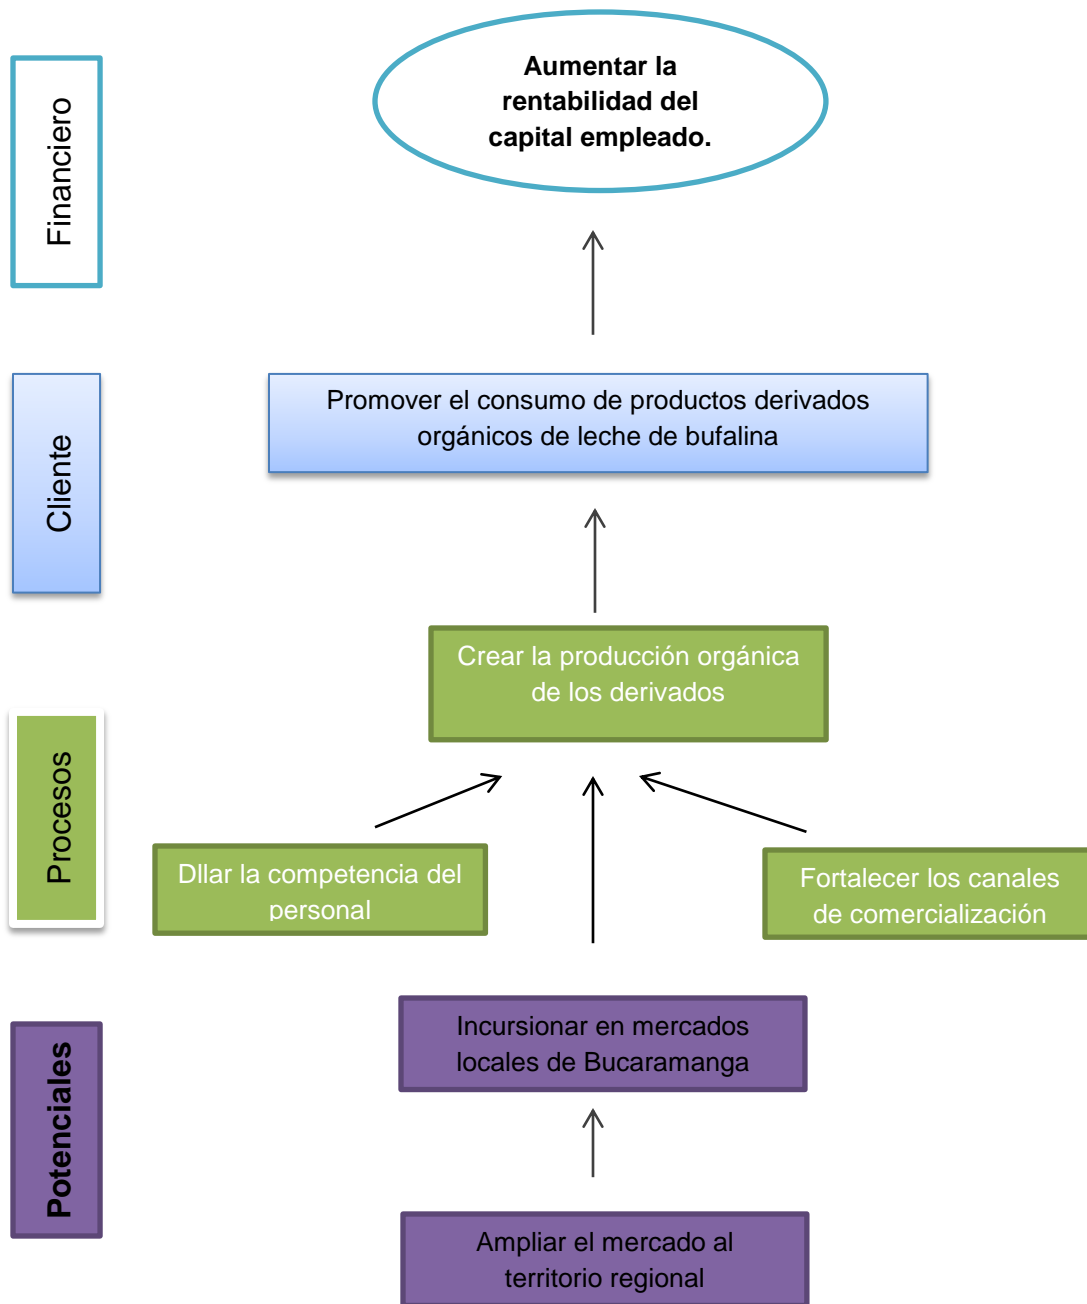 Financiero
Aumentar la
rentabilidad del
capital empleado.
Cliente
Promover el consumo de productos derivados
orgánicos de leche de bufalina
Procesos
Crear la producción orgánica
de los derivados
Dllar la competencia del
personal
Fortalecer los canales
de comercialización
Potenciales
Incursionar en mercados
locales de Bucaramanga
Ampliar el mercado al
territorio regional